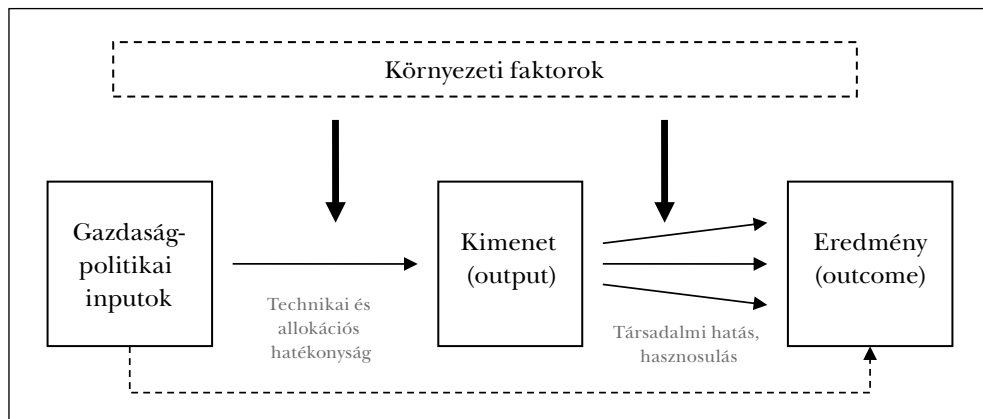 Környezeti faktorok
Gazdaság-
politikai
inputok
Technikai és
allokációs
hatékonyság
Kimenet
(output)
Társadalmi hatás,
hasznosulás
Eredmény
(outcome)